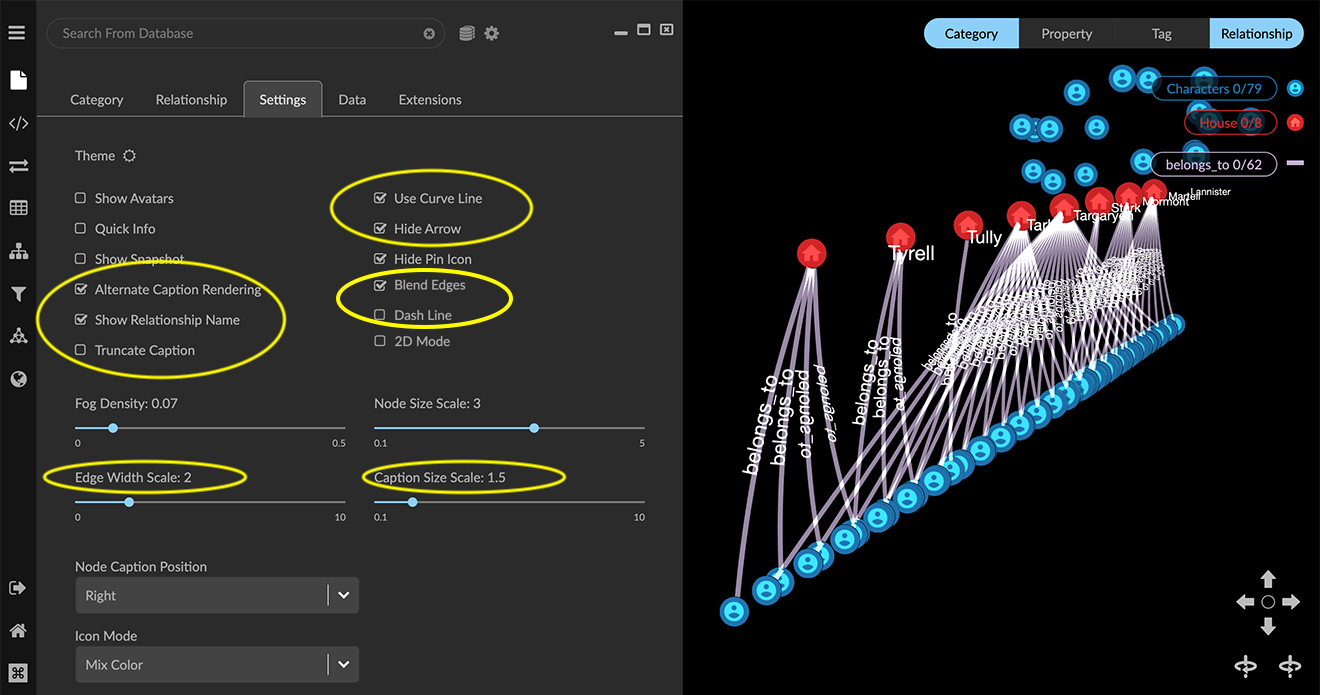 Search From Database
Category
Relationship
Settings
Data
Extensions
Theme
Show Avatars
Quick Info
Show Snapshot
Alternate Caption Rendering
Show Relationship Name
Truncate Caption
Use Curve Line
Hide Arrow
Hide Pin Icon
Blend Edges
Dash Line
2D Mode
Fog Density: 0.07
0
0.5
Node Size Scale: 3
0.1
5
Edge Width Scale: 2
0
10
Caption Size Scale: 1.5
0.1
10
Node Caption Position
Right
Icon Mode
Mix Color
Category
Property
Tag
Relationship
Characters 0/79
House 0/8
belongs_to 0/62
Lannister
Martell
Mormont
Stark
Targaryen
Tully
Tyrell
belongs_to
belongs_to
belongs_to
belongs_to
belongs_to
belongs_to
belongs_to
belongs_to